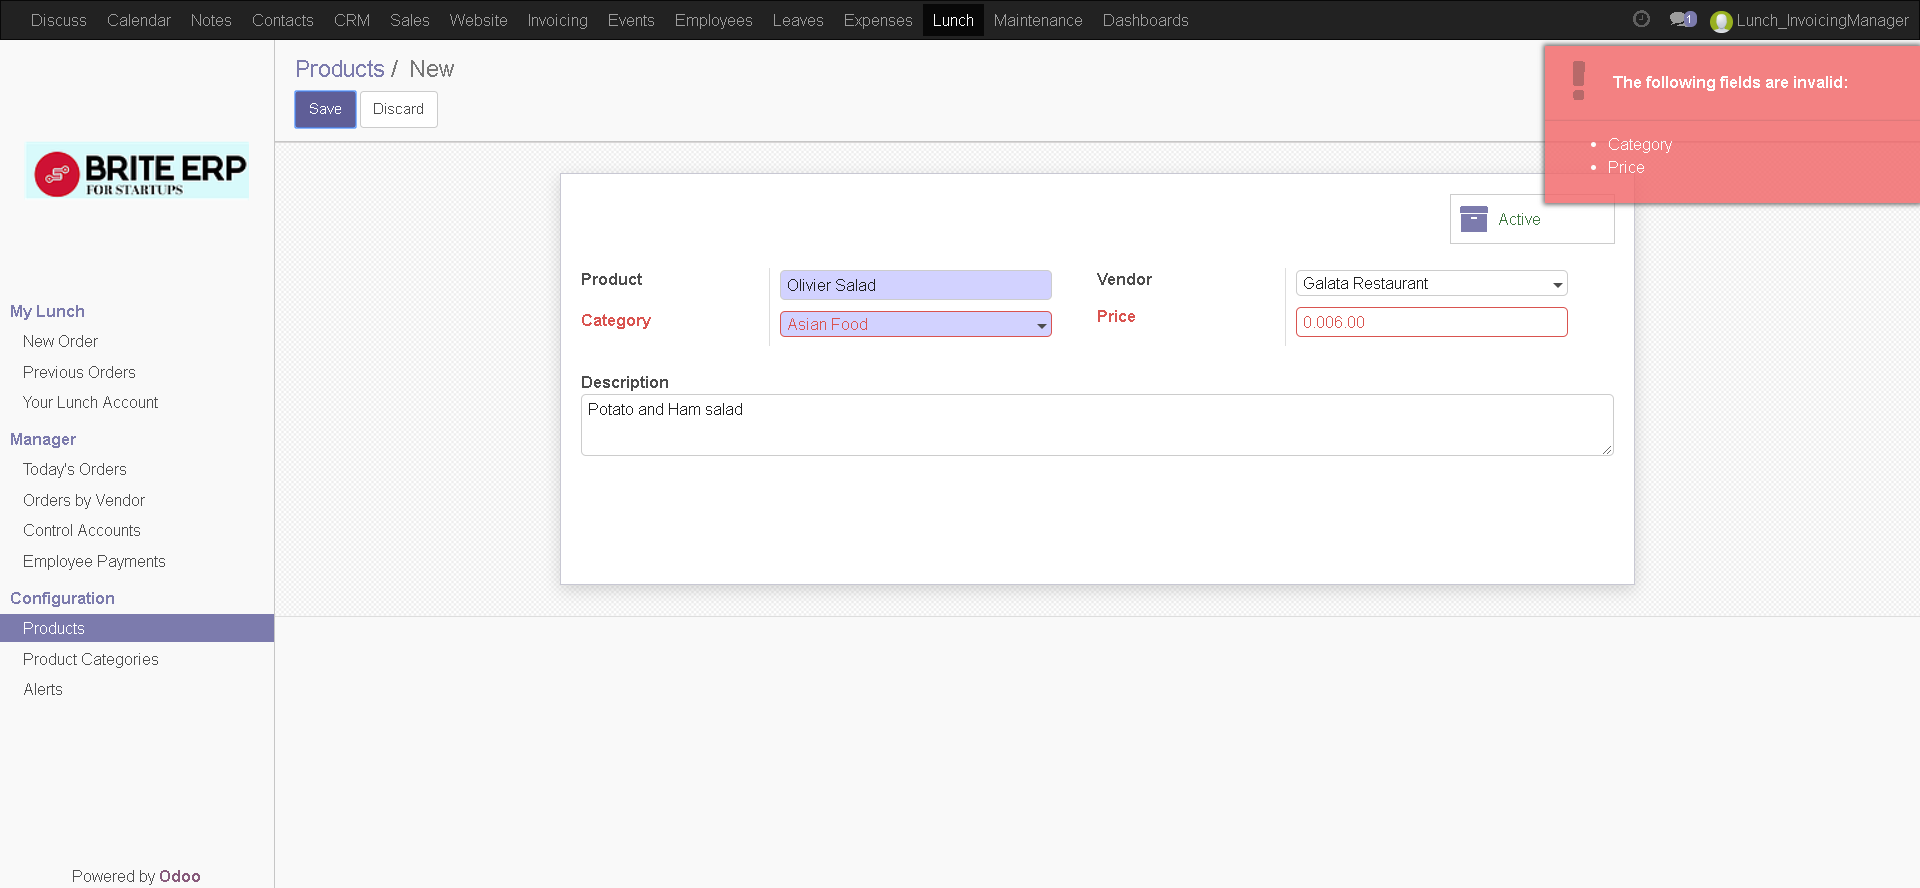 Discuss Calendar Notes Contacts CRM Sales Website Invoicing Events Employees Leaves Expenses Lunch Maintenance Dashboards 1 Lunch_InvoicingManager
Products / New
Save Discard
The following fields are invalid:
Category
Price
BRITE ERP
FOR STARTUPS
My Lunch
New Order
Previous Orders
Your Lunch Account
Manager
Today's Orders
Orders by Vendor
Control Accounts
Employee Payments
Configuration
Products
Product Categories
Alerts
Powered by Odoo
Active
Product Olivier Salad
Category Asian Food
Vendor Galata Restaurant
Price 0.006.00
Description
Potato and Ham salad